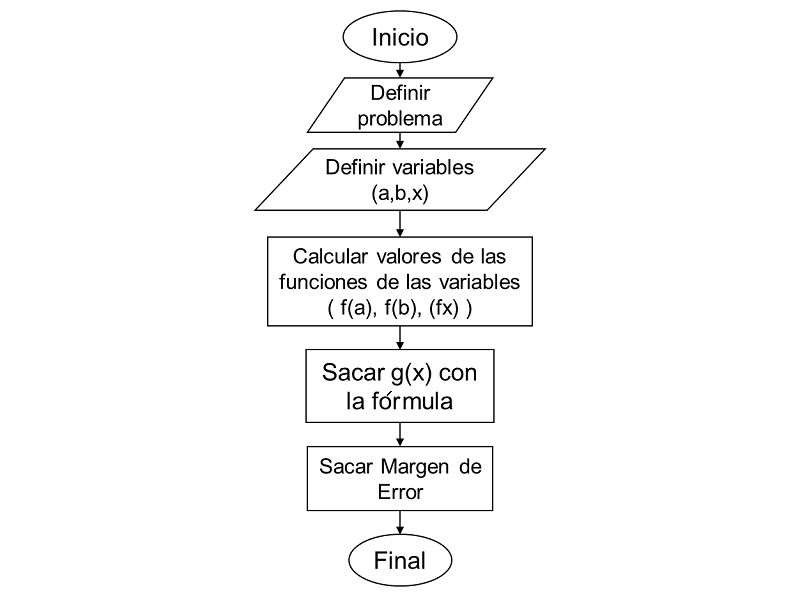 Inicio
Definir
problema
Definir variables
(a,b,x)
Calcular valores de las
funciones de las variables
( f(a), f(b), (fx) )
Sacar g(x) con
la fórmula
Sacar Margen de
Error
Final